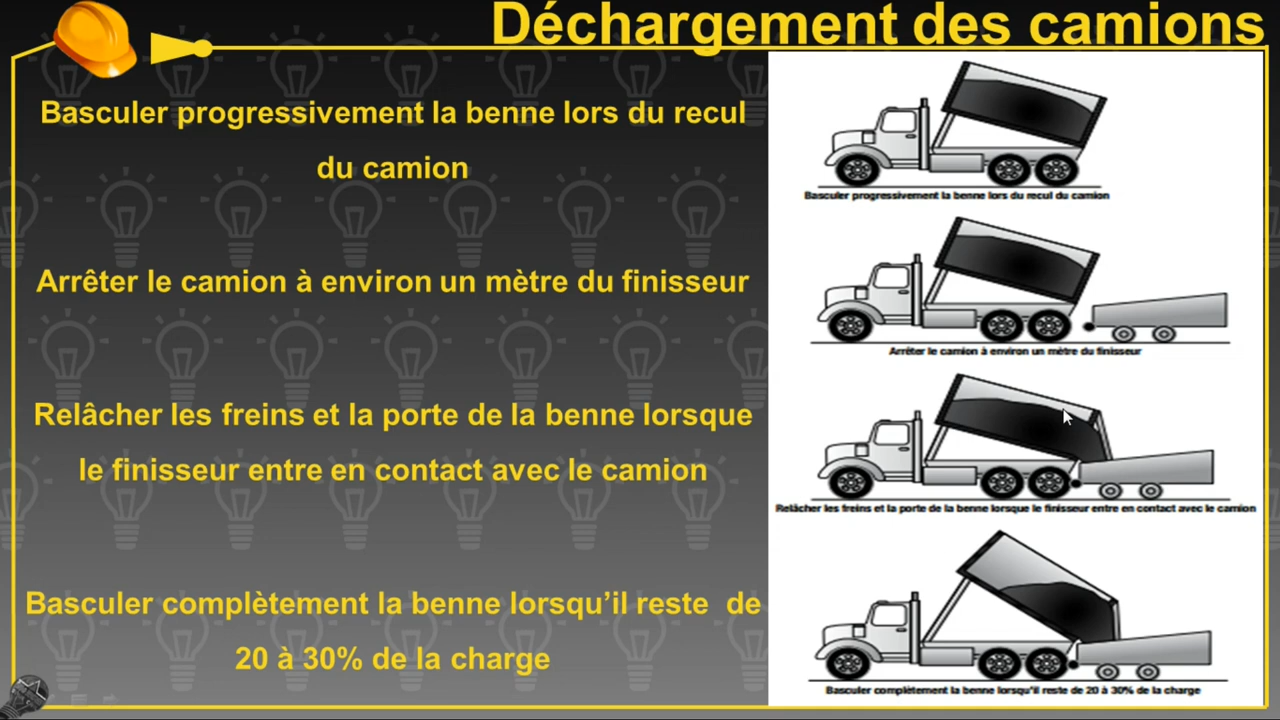 Déchargement des camions
Basculer progressivement la benne lors du recul
du camion
Arrêter le camion à environ un mètre du finisseur
Relâcher les freins et la porte de la benne lorsque
le finisseur entre en contact avec le camion
Basculer complètement la benne lorsqu’il reste de
20 à 30% de la charge
Basculer progressivement la benne lors du recul du camion
Arrêter le camion à environ un mètre du finisseur
Relâcher les freins et la porte de la benne lorsque le finisseur entre en contact avec le camion
Basculer complètement la benne lorsqu'il reste de 20 à 30% de la charge